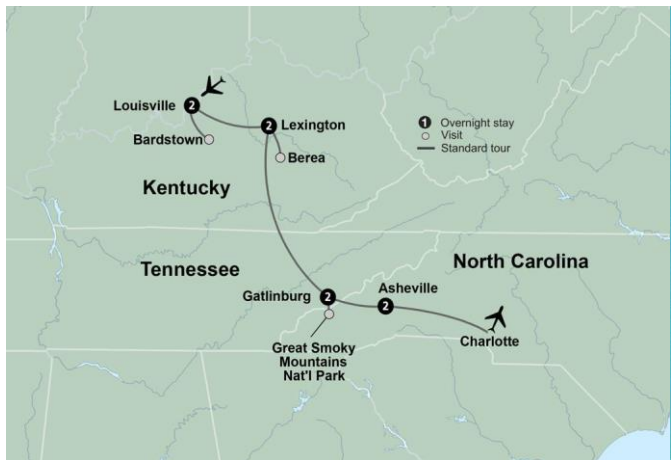 Louisville
2
2
Lexington
Bardstown
Berea
1 Overnight stay
Visit
Standard tour
Kentucky
Tennessee
North Carolina
Gatlinburg
2
Asheville
2
Charlotte
Great Smoky
Mountains
Nat'l Park